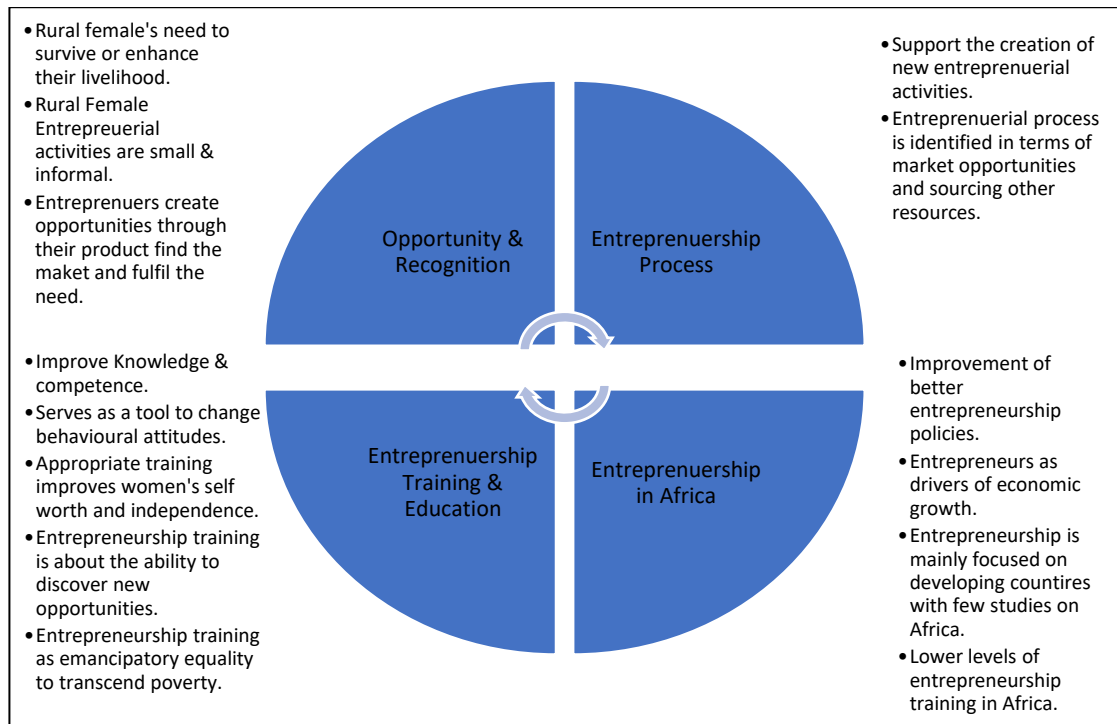 •Rural female's need to
survive or enhance
their livelihood.
•Rural Female
Entrepreuerial
activities are small &
informal.
•Entreprenuers create
opportunities through
their product find the
maket and fulfil the
need.
•Support the creation of
new entreprenuerial
activities.
•Entreprenuerial process
is identified in terms of
market opportunities
and sourcing other
resources.
Opportunity &
Recognition
Entreprenuership
Process
•Improve Knowledge &
competence.
•Serves as a tool to change
behavioural attitudes.
•Appropriate training
improves women's self
worth and independence.
•Entrepreneurship training
is about the ability to
discover new
opportunities.
•Entrepreneurship training
as emancipatory equality
to transcend poverty.
Entreprenuership
Training &
Education
Entreprenuership
in Africa
•Improvement of
better
entrepreneurship
policies.
•Entrepreneurs as
drivers of economic
growth.
•Entrepreneurship is
mainly focused on
developing countires
with few studies on
Africa.
•Lower levels of
entrepreneurship
training in Africa.